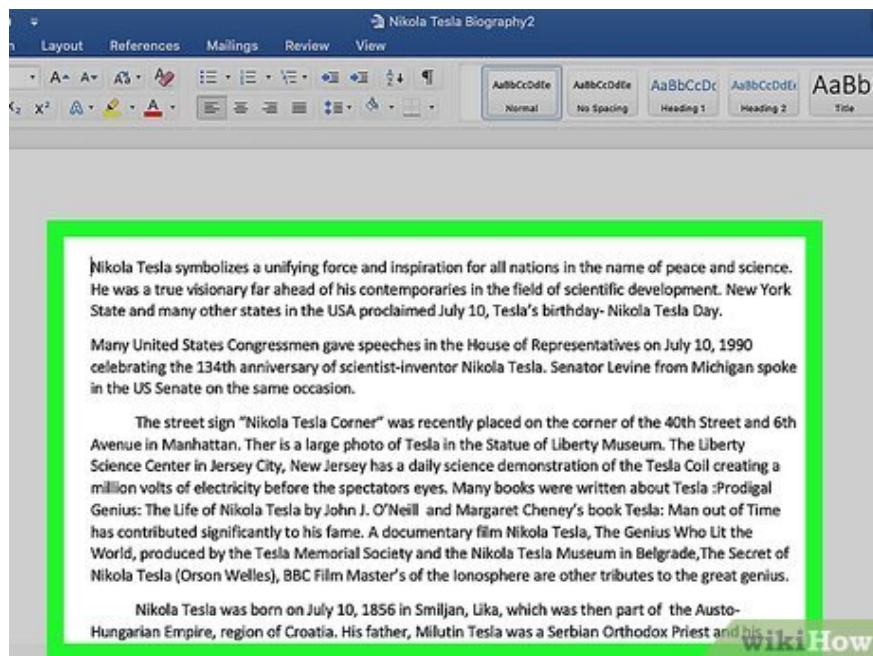 Nikola Tesla Biography2
Layout References Mailings Review View
AaBbCcDdEe AaBbCcDdEe AaBbCcDc AaBbCcDdEe AaBb
Normal No Spacing Heading 1 Heading 2 Title
Nikola Tesla symbolizes a unifying force and inspiration for all nations in the name of peace and science.
He was a true visionary far ahead of his contemporaries in the field of scientific development. New York
State and many other states in the USA proclaimed July 10, Tesla's birthday- Nikola Tesla Day.
Many United States Congressmen gave speeches in the House of Representatives on July 10, 1990
celebrating the 134th anniversary of scientist-inventor Nikola Tesla. Senator Levine from Michigan spoke
in the US Senate on the same occasion.
The street sign "Nikola Tesla Corner" was recently placed on the corner of the 40th Street and 6th
Avenue in Manhattan. Ther is a large photo of Tesla in the Statue of Liberty Museum. The Liberty
Science Center in Jersey City, New Jersey has a daily science demonstration of the Tesla Coil creating a
million volts of electricity before the spectators eyes. Many books were written about Tesla :Prodigal
Genius: The Life of Nikola Tesla by John J. O'Neill and Margaret Cheney's book Tesla: Man out of Time
has contributed significantly to his fame. A documentary film Nikola Tesla, The Genius Who Lit the
World, produced by the Tesla Memorial Society and the Nikola Tesla Museum in Belgrade,The Secret of
Nikola Tesla (Orson Welles), BBC Film Master's of the Ionosphere are other tributes to the great genius.
Nikola Tesla was born on July 10, 1856 in Smiljan, Lika, which was then part of the Austo-
Hungarian Empire, region of Croatia. His father, Milutin Tesla was a Serbian Orthodox Priest and his
wikiHow